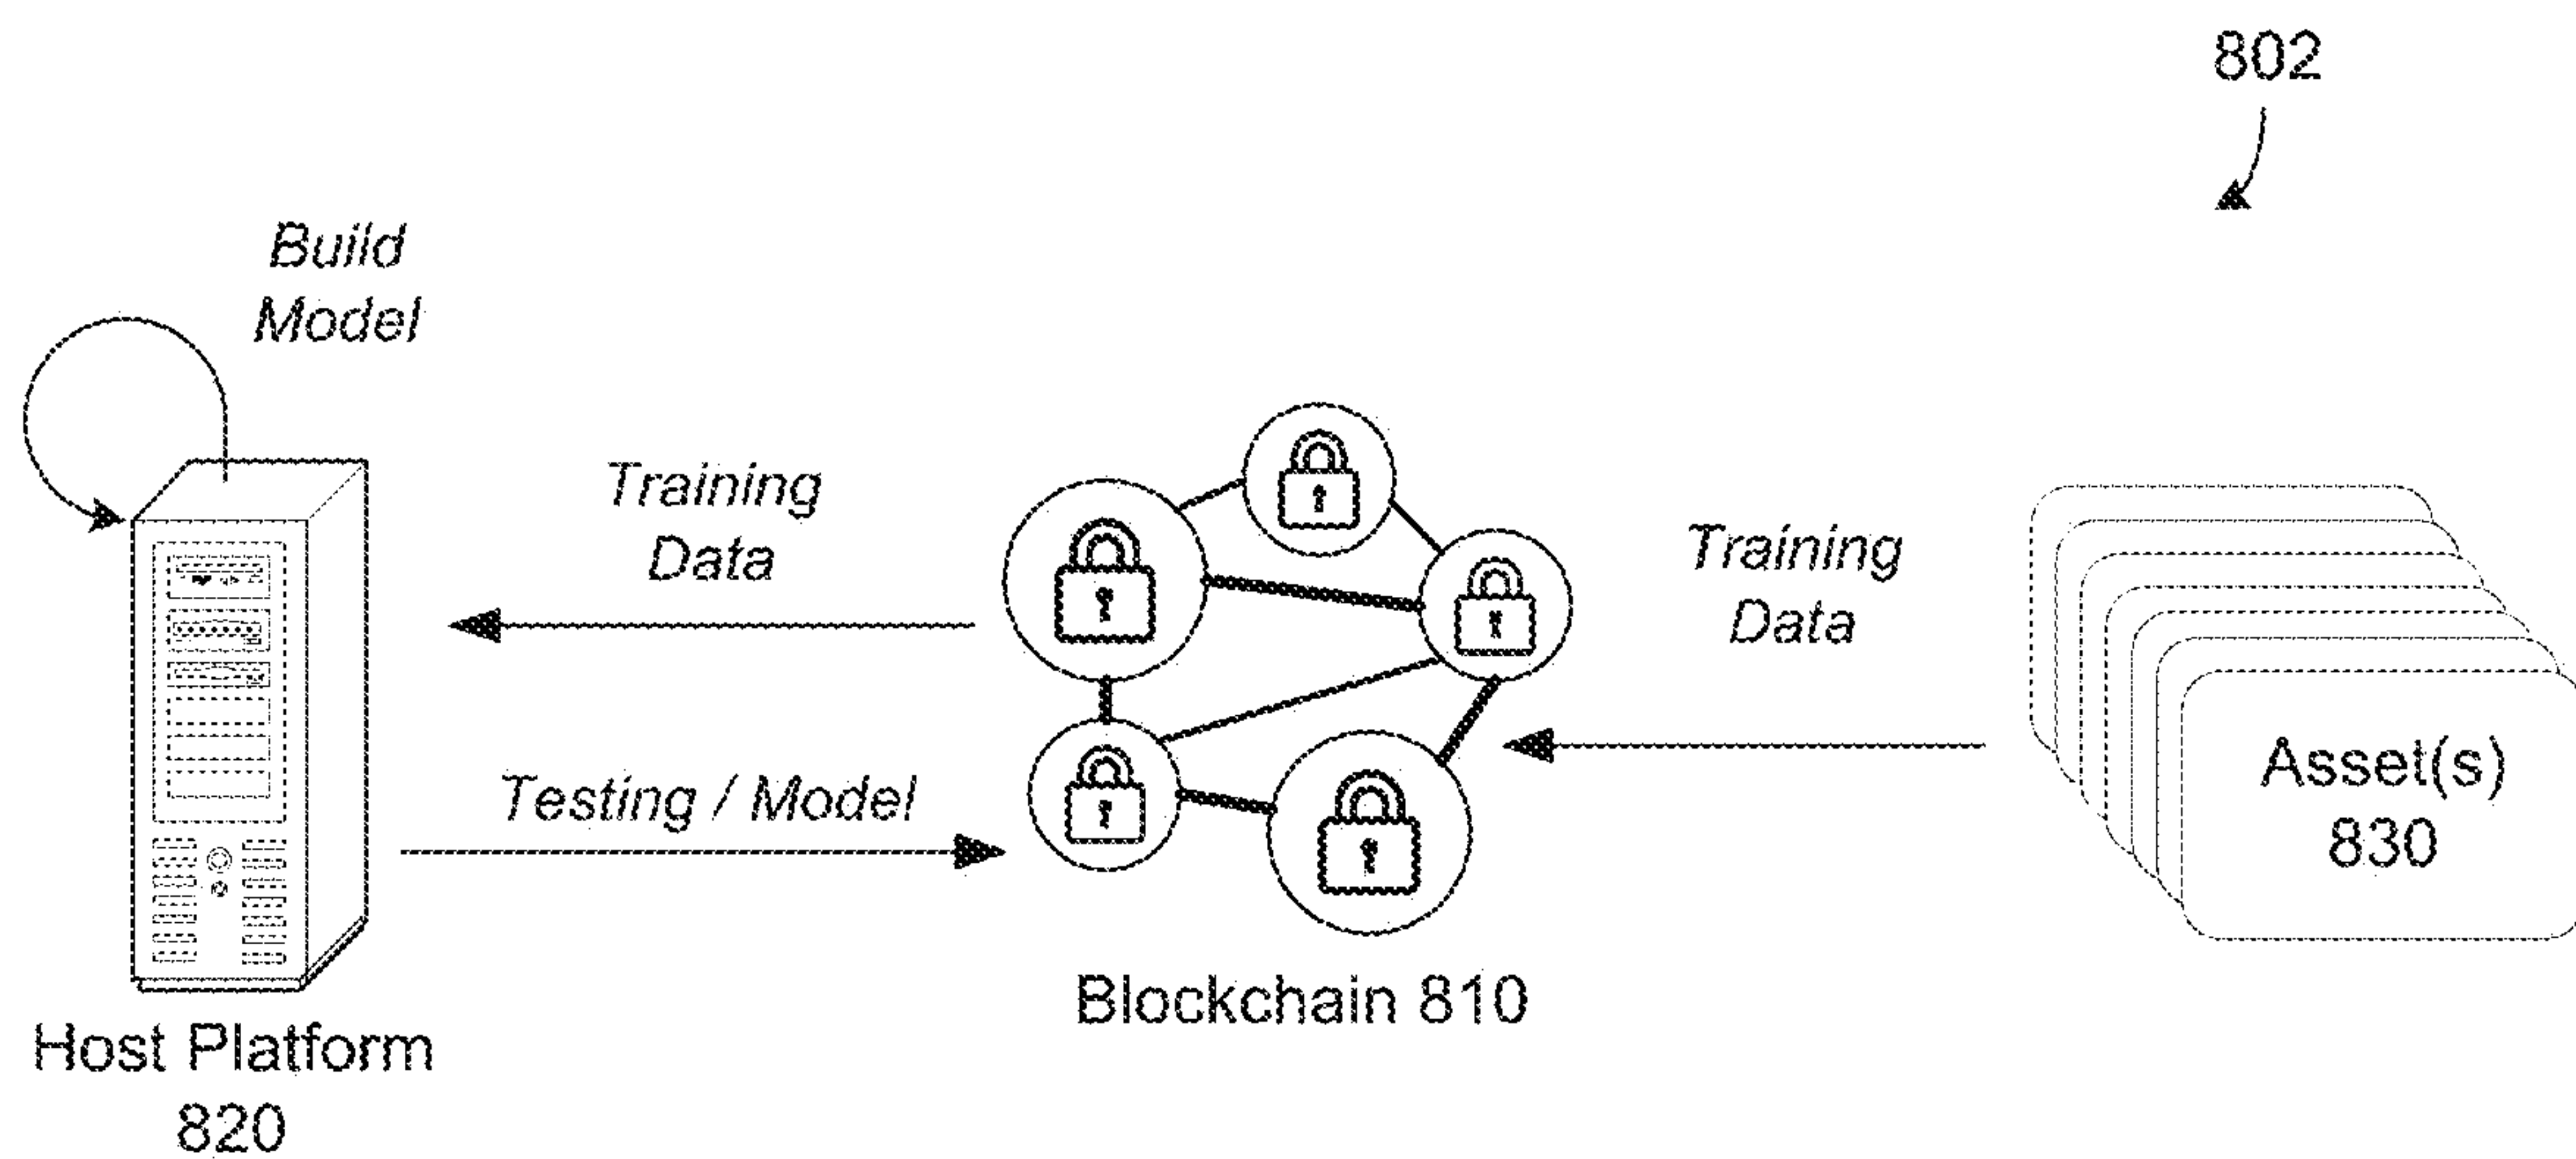 802
Build
Model
Training
Data
Training
Data
Testing / Model
Asset(s)
830
Blockchain 810
Host Platform
820